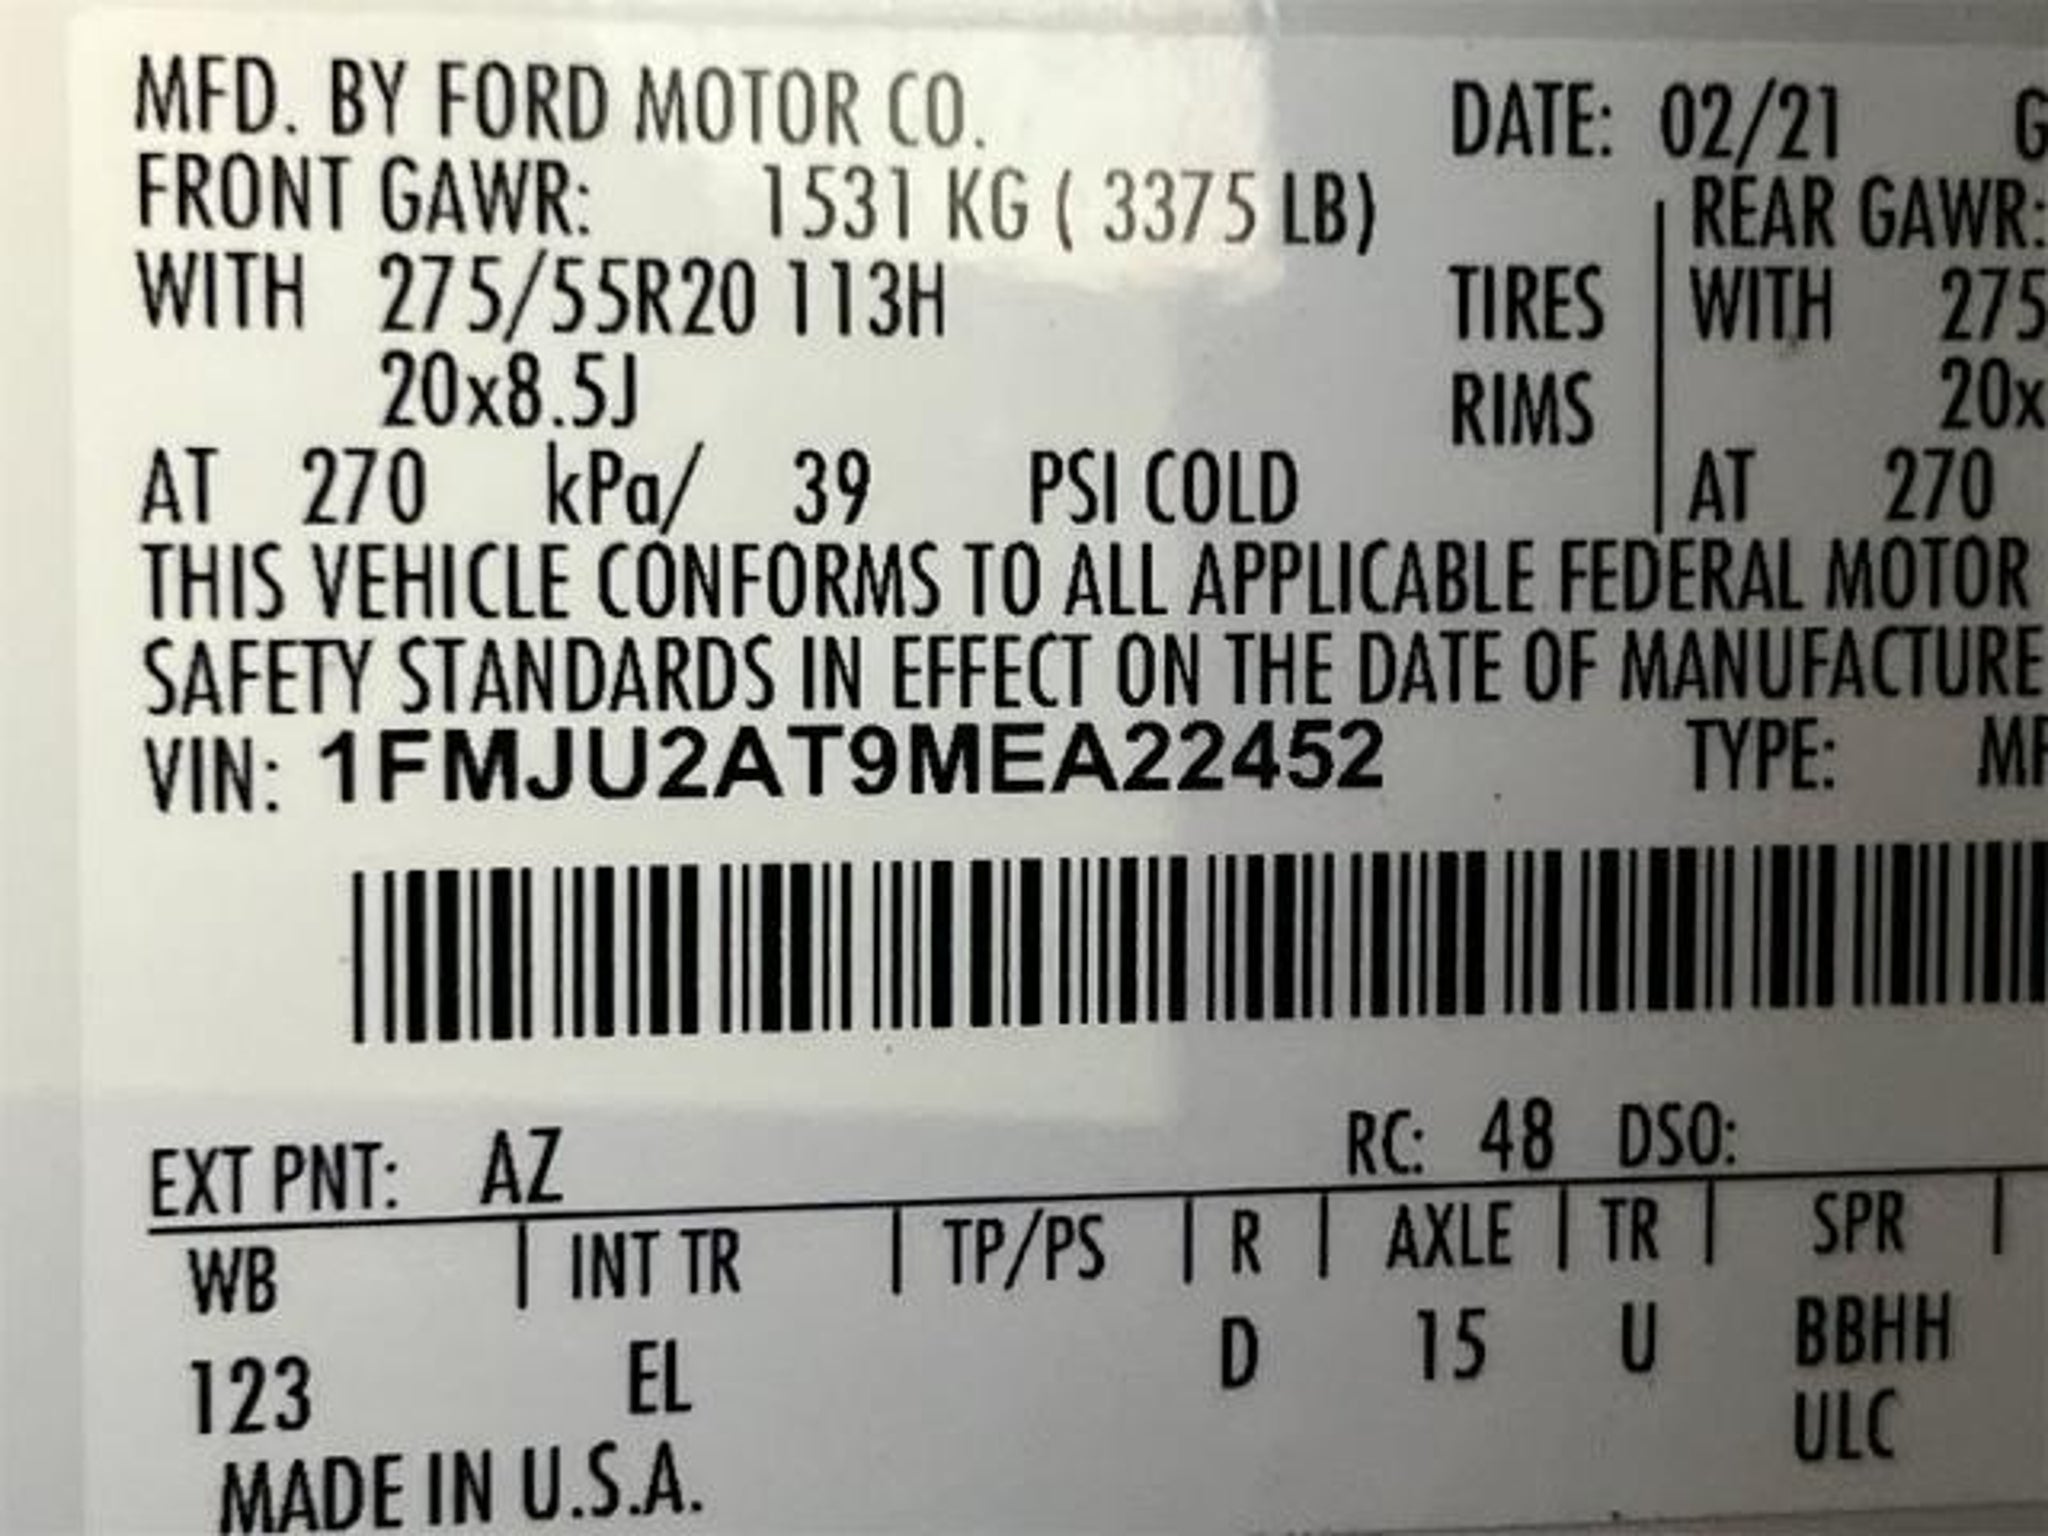 MFD. BY FORD MOTOR CO. DATE: 02/21 G
FRONT GAWR: 1531 KG ( 3375 LB) REAR GAWR:
WITH 275/55R20 113H TIRES WITH 275
20x8.5J RIMS 20x
AT 270 kPa/ 39 PSI COLD AT 270
THIS VEHICLE CONFORMS TO ALL APPLICABLE FEDERAL MOTOR
SAFETY STANDARDS IN EFFECT ON THE DATE OF MANUFACTURE
VIN: 1FMJU2AT9MEA22452 TYPE: MP
EXT PNT: AZ RC: 48 DSO:
WB | INT TR | TP/PS | R | AXLE | TR | SPR |
123 EL D 15 U BBHH
ULC
MADE IN U.S.A.